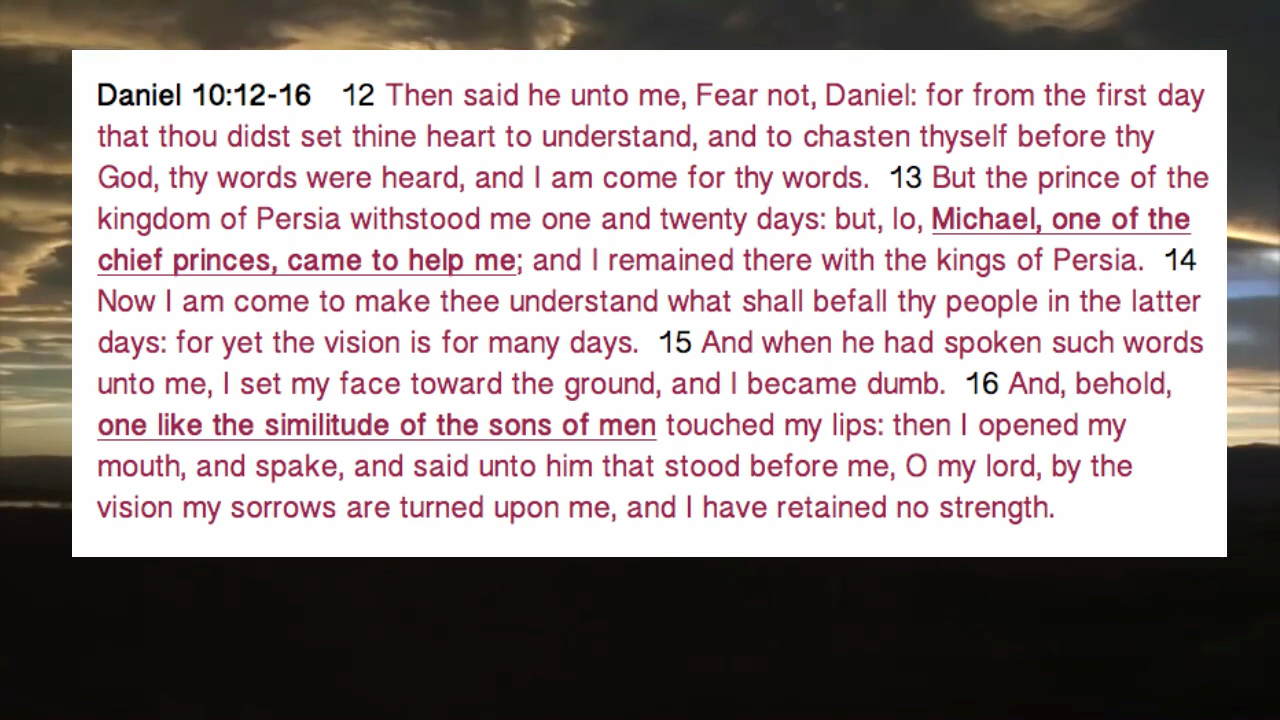 Daniel 10:12-16 12 Then said he unto me, Fear not, Daniel: for from the first day
that thou didst set thine heart to understand, and to chasten thyself before thy
God, thy words were heard, and I am come for thy words. 13 But the prince of the
kingdom of Persia withstood me one and twenty days: but, lo, Michael, one of the
chief princes, came to help me; and I remained there with the kings of Persia. 14
Now I am come to make thee understand what shall befall thy people in the latter
days: for yet the vision is for many days. 15 And when he had spoken such words
unto me, I set my face toward the ground, and I became dumb. 16 And, behold,
one like the similitude of the sons of men touched my lips: then I opened my
mouth, and spake, and said unto him that stood before me, O my lord, by the
vision my sorrows are turned upon me, and I have retained no strength.